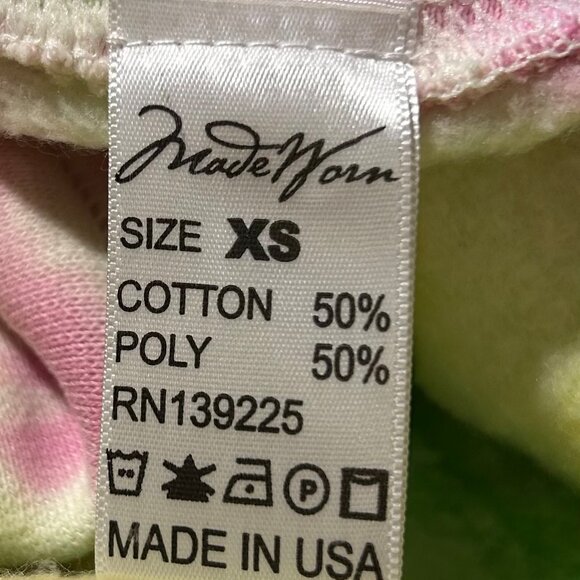 MadeWorn
SIZE XS
COTTON 50%
POLY 50%
RN139225
P
MADE IN USA